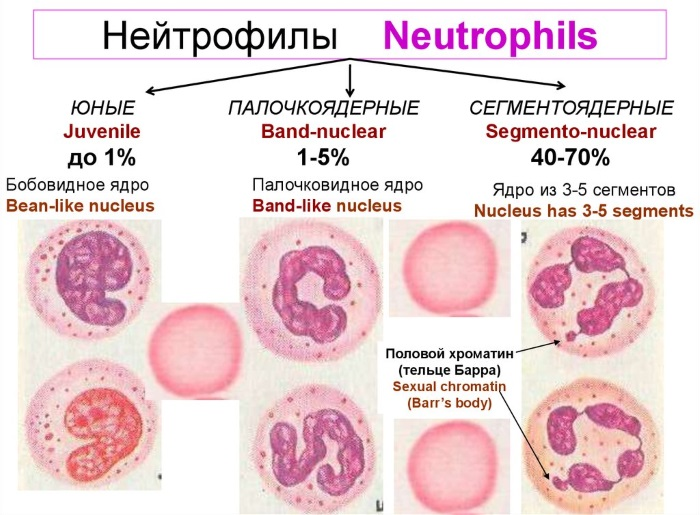 Нейтрофилы Neutrophils
ЮНЫЕ
Juvenile
до 1%
Бобовидное ядро
Bean-like nucleus
ПАЛОЧКОЯДЕРНЫЕ
Band-nuclear
1-5%
Палочковидное ядро
Band-like nucleus
СЕГМЕНТОЯДЕРНЫЕ
Segmento-nuclear
40-70%
Ядро из 3-5 сегментов
Nucleus has 3-5 segments
Половой хроматин
(тельце Барра)
Sexual chromatin
(Barr's body)